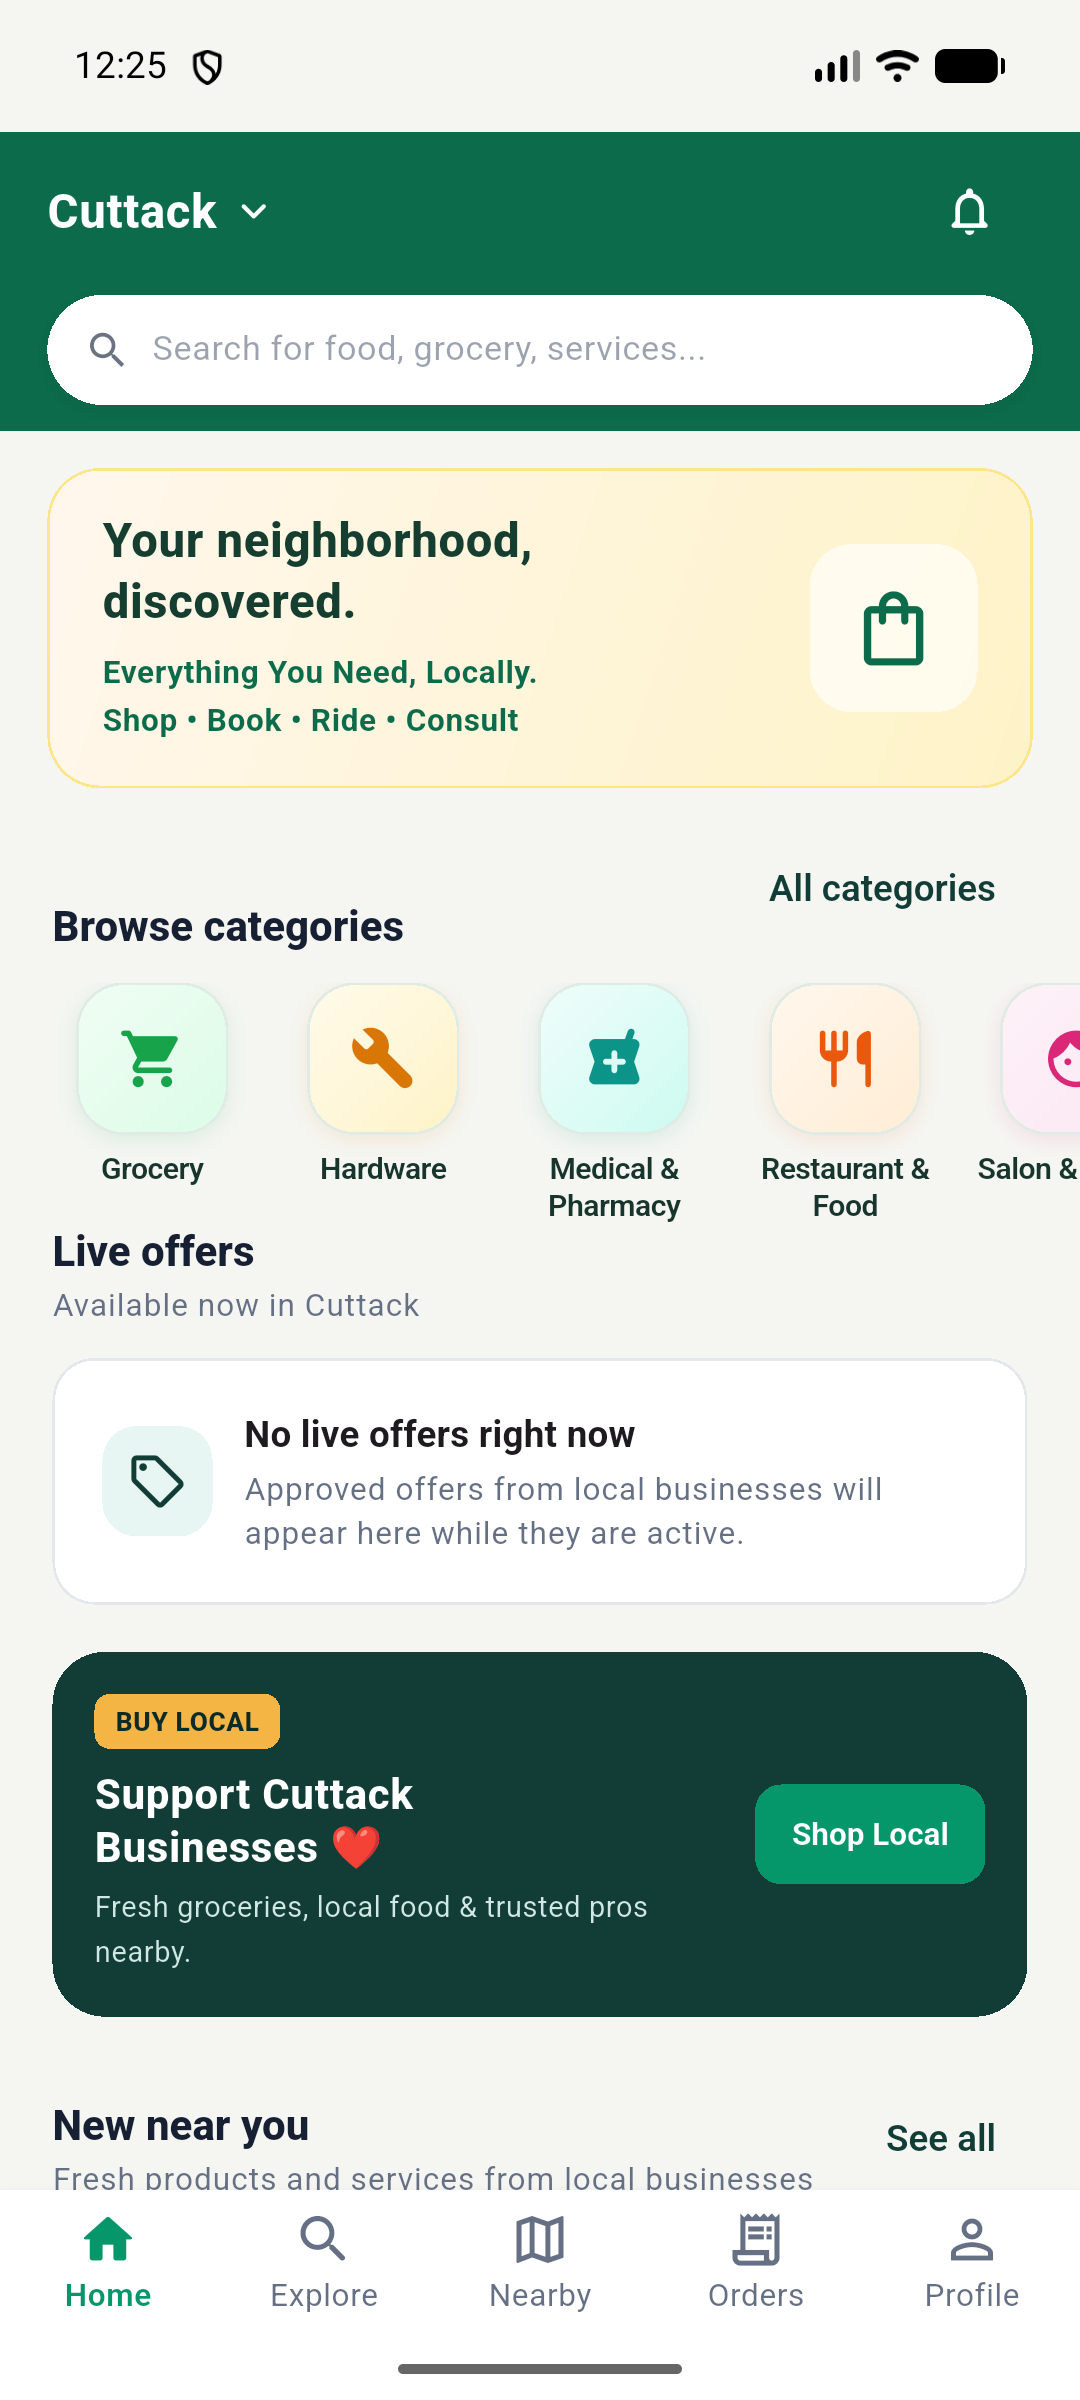 12:25
Cuttack
Search for food, grocery, services...
Your neighborhood,
discovered.
Everything You Need, Locally.
Shop • Book • Ride • Consult
All categories
Browse categories
Grocery
Hardware
Medical &
Pharmacy
Restaurant &
Food
Salon &
Live offers
Available now in Cuttack
No live offers right now
Approved offers from local businesses will
appear here while they are active.
BUY LOCAL
Support Cuttack
Businesses ❤️
Fresh groceries, local food & trusted pros
nearby.
Shop Local
New near you
See all
Fresh products and services from local businesses
Home
Explore
Nearby
Orders
Profile